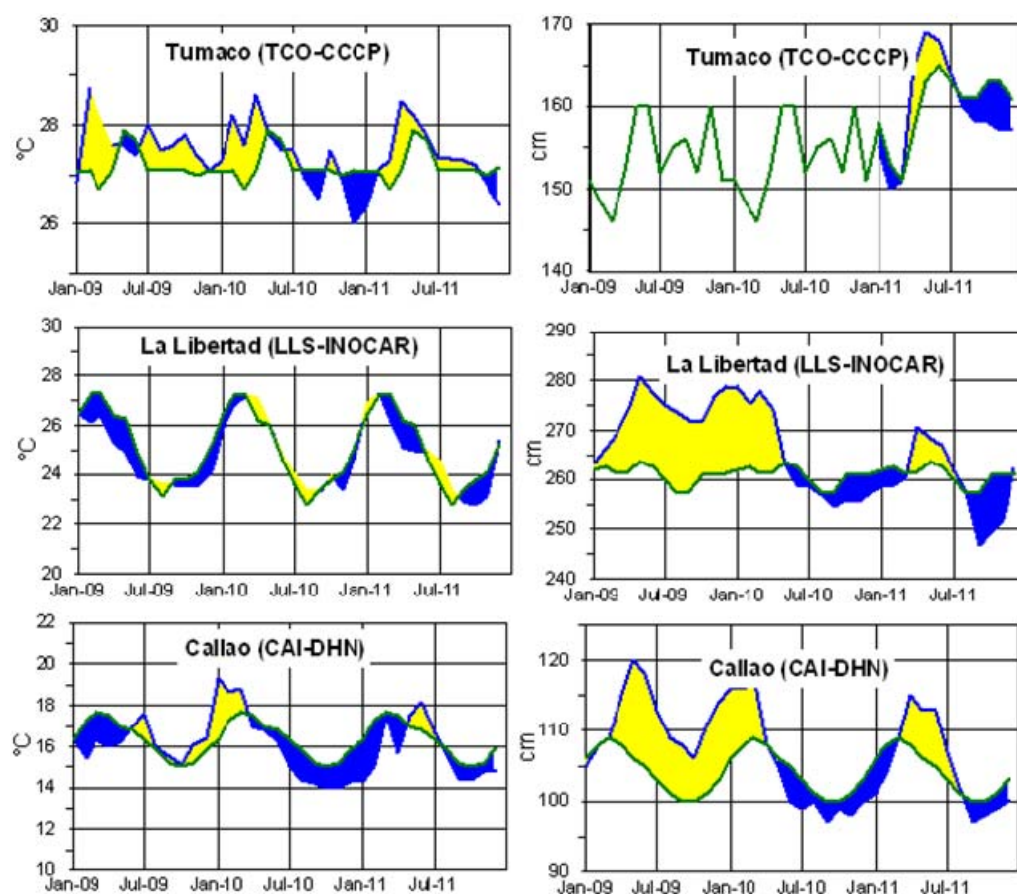 30
Tumaco (TCO-CCCP)
28
°C
26
Jan-09 Jul-09 Jan-10 Jul-10 Jan-11 Jul-11
170
Tumaco (TCO-CCCP)
160
cm
150
140
Jan-09 Jul-09 Jan-10 Jul-10 Jan-11 Jul-11
30
La Libertad (LLS-INOCAR)
28
26
°C
24
22
20
Jan-09 Jul-09 Jan-10 Jul-10 Jan-11 Jul-11
290
La Libertad (LLS-INOCAR)
280
270
cm
260
250
240
Jan-09 Jul-09 Jan-10 Jul-10 Jan-11 Jul-11
22
Callao (CAI-DHN)
20
18
°C
16
14
12
10
Jan-09 Jul-09 Jan-10 Jul-10 Jan-11 Jul-11
120
Callao (CAI-DHN)
110
cm
100
90
Jan-09 Jul-09 Jan-10 Jul-10 Jan-11 Jul-11